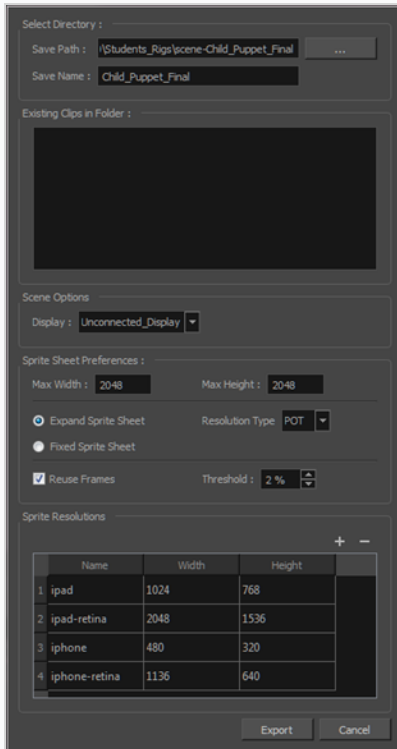 Select Directory :
Save Path : !\Students_Rigs\scene-Child_Puppet_Final ...
Save Name : Child_Puppet_Final
Existing Clips in Folder :
Scene Options
Display : Unconnected_Display
Sprite Sheet Preferences :
Max Width : 2048 Max Height : 2048
Expand Sprite Sheet Resolution Type POT
Fixed Sprite Sheet
Reuse Frames Threshold : 2 %
Sprite Resolutions
+ −
Name Width Height
1 ipad 1024 768
2 ipad-retina 2048 1536
3 iphone 480 320
4 iphone-retina 1136 640
Export Cancel